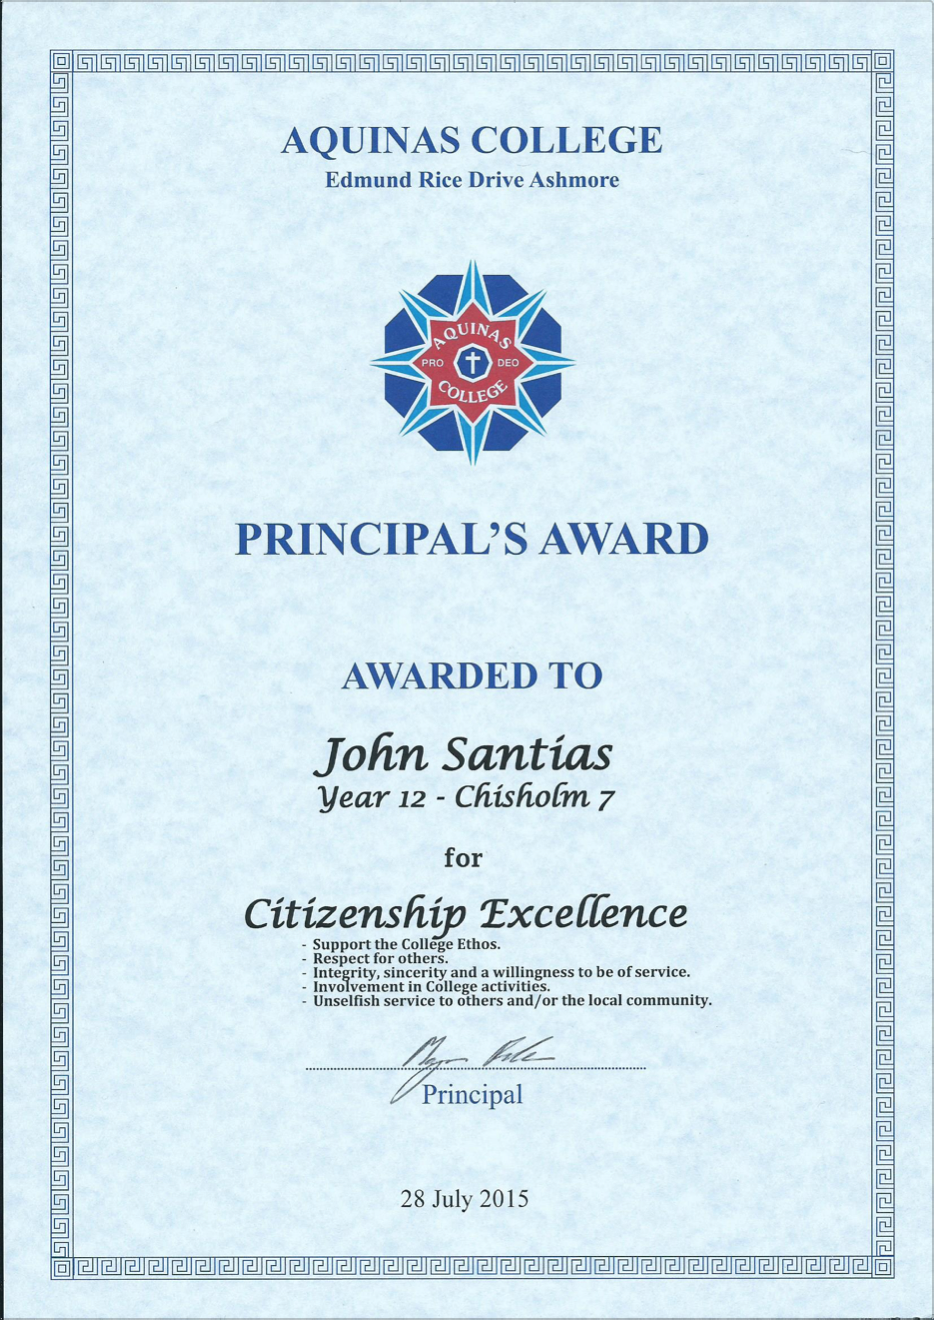 AQUINAS COLLEGE
Edmund Rice Drive Ashmore
AQUINAS
PRO DEO
COLLEGE
PRINCIPAL’S AWARD
AWARDED TO
John Santias
Year 12 - Chisholm 7
for
Citizenship Excellence
- Support the College Ethos.
- Respect for others.
- Integrity, sincerity and a willingness to be of service.
- Involvement in College activities.
- Unselfish service to others and/or the local community.
Principal
28 July 2015